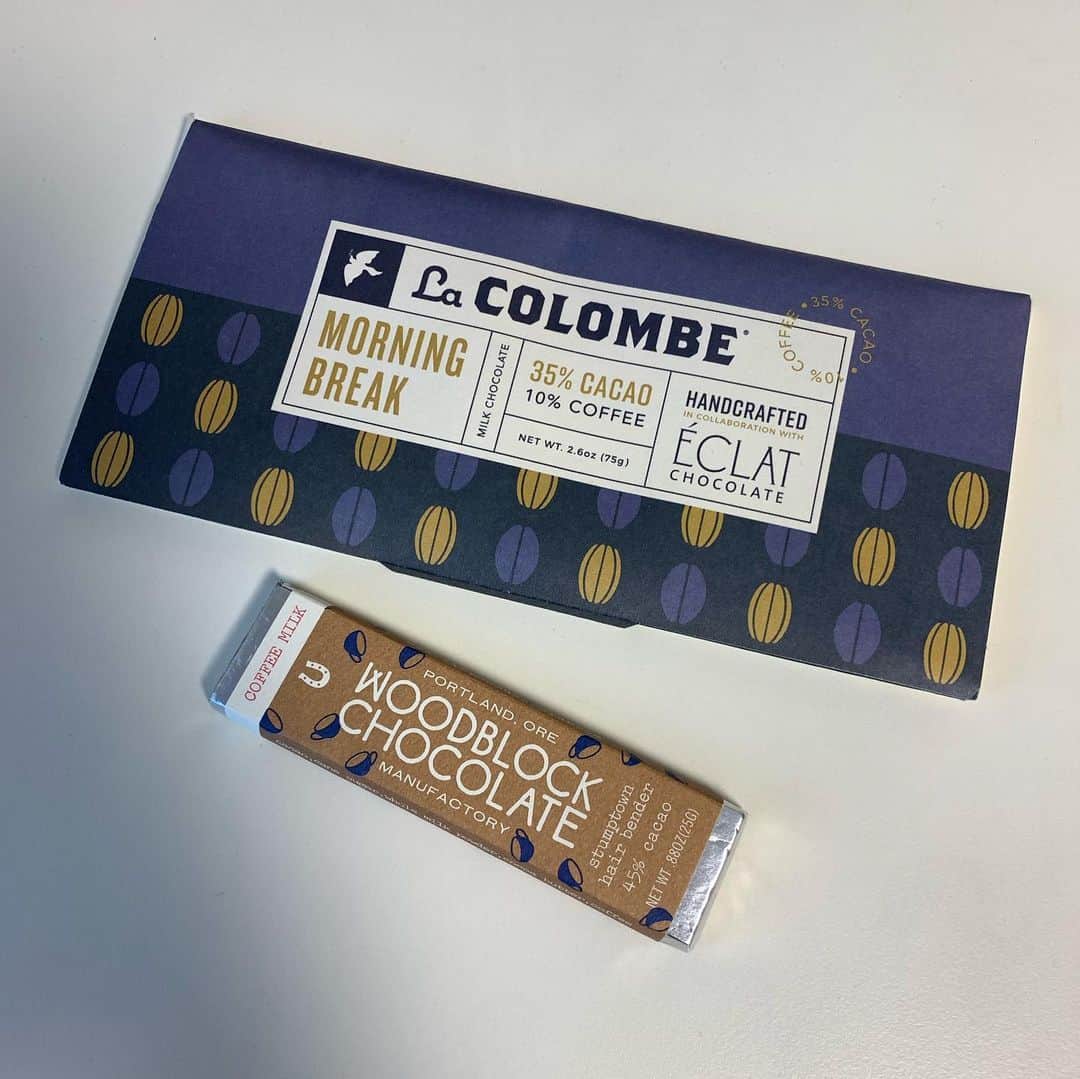 La COLOMBE®
MORNING
BREAK
MILK CHOCOLATE
35% CACAO
10% COFFEE
NET WT. 2.6oz (75g)
HANDCRAFTED
IN COLLABORATION WITH
ÉCLAT
CHOCOLATE
• 35% CACAO • 10% COFFEE
COFFEE MILK
PORTLAND, ORE
WOODBLOCK
CHOCOLATE
MANUFACTORY
stumptown
hair bender
45% cacao
NET WT .88OZ(25G)